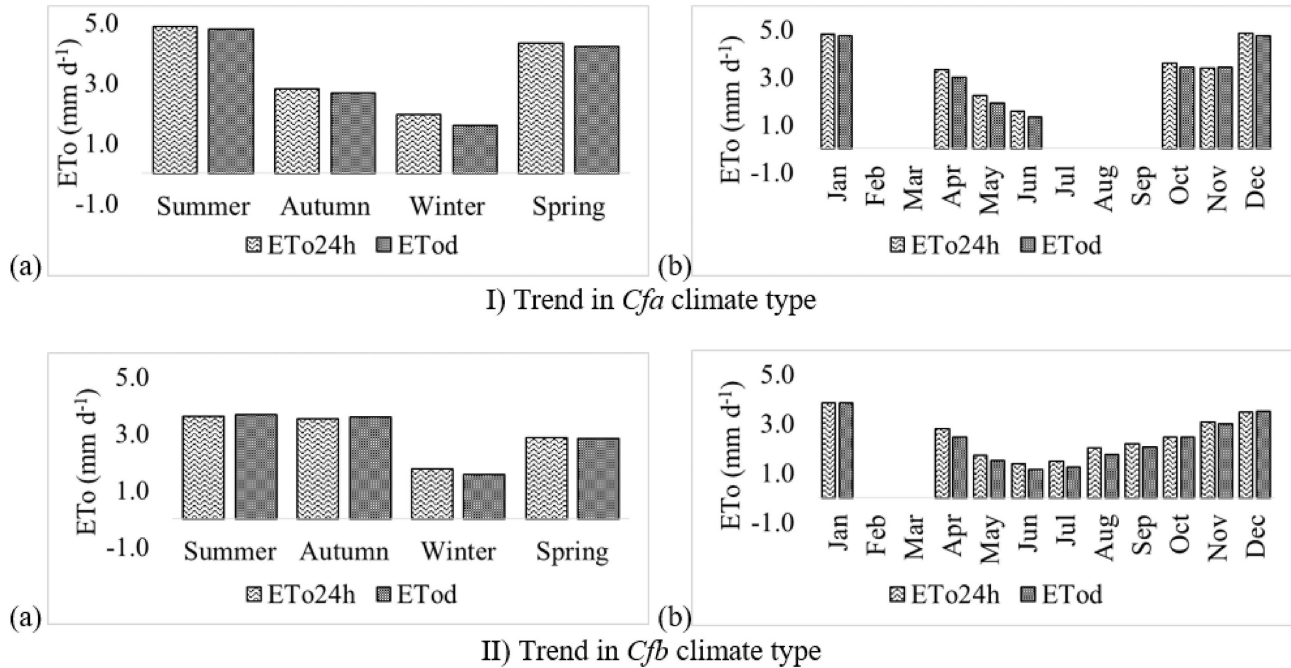 5.0
3.0
1.0
-1.0
ETo (mm d⁻¹)
Summer Autumn Winter Spring
ETo24h ETod
(a)
5.0
3.0
1.0
-1.0
ETo (mm d⁻¹)
Jan Feb Mar Apr May Jun Jul Aug Sep Oct Nov Dec
ETo24h ETod
(b)
I) Trend in Cfa climate type
5.0
3.0
1.0
-1.0
ETo (mm d⁻¹)
Summer Autumn Winter Spring
ETo24h ETod
(a)
5.0
3.0
1.0
-1.0
ETo (mm d⁻¹)
Jan Feb Mar Apr May Jun Jul Aug Sep Oct Nov Dec
ETo24h ETod
(b)
II) Trend in Cfb climate type